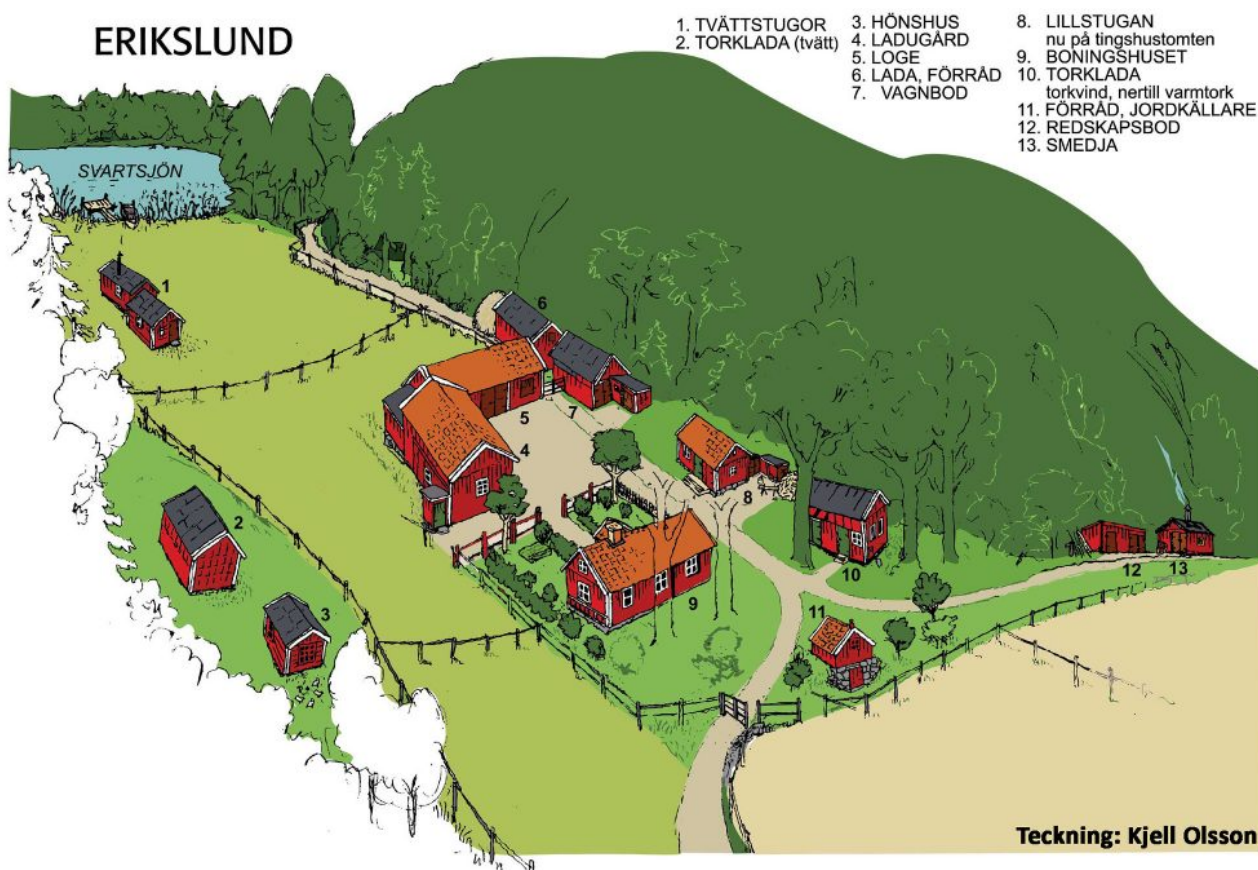 ERIKSLUND
1. TVÄTTSTUGOR
2. TORKLADA (tvätt)
3. HÖNSHUS
4. LADUGÅRD
5. LOGE
6. LADA, FÖRRÅD
7. VAGNBOD
8. LILLSTUGAN
nu på tingshustomten
9. BONINGSHUSET
10. TORKLADA
torkvind, nertill varmtork
11. FÖRRÅD, JORDKÄLLARE
12. REDSKAPSBOD
13. SMEDJA
SVARTSJÖN
1
6
5
7
4
8
2
10
12
13
3
9
11
Teckning: Kjell Olsson